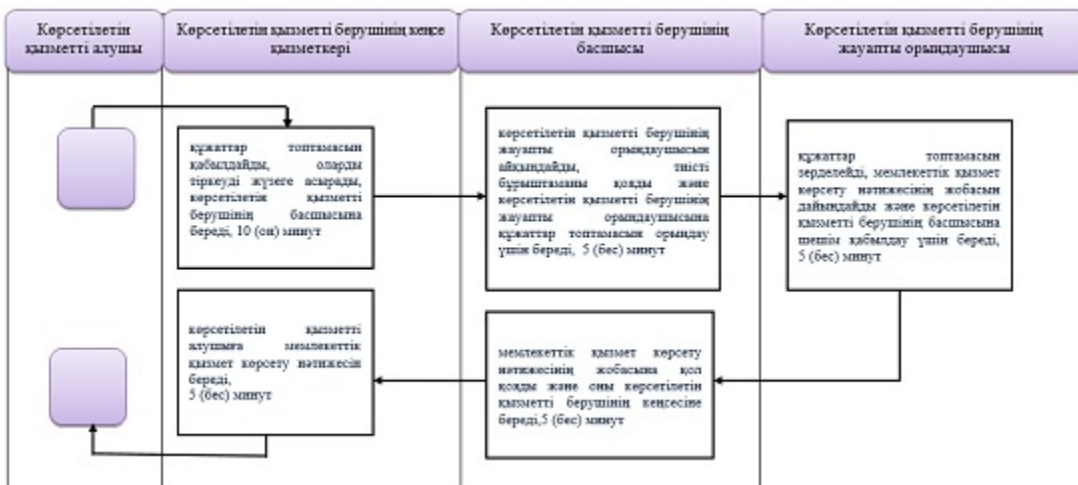 Көрсетілетін
қызметті алушы
Көрсетілетін қызметті берушінің кеңсе
қызметкері
Көрсетілетін қызметті берушінің
басшысы
Көрсетілетін қызметті берушінің
жауапты орындаушысы
құжаттар топтамасын
қабылдайды, оларды
тіркеуді жүзеге асырады,
көрсетілетін қызметті
берушінің басшысына
береді, 10 (он) минут
көрсетілетін қызметті берушінің
жауапты орындаушысын
айқындайды, тиісті
бұрыштаманы қояды және
көрсетілетін қызметті берушінің
жауапты орындаушысына
құжаттар топтамасын орындау
үшін береді, 5 (бес) минут
құжаттар топтамасын
зерделейді, мемлекеттік қызмет
көрсету нәтижесінің жобасын
дайындайды және көрсетілетін
қызметті берушінің басшысына
шешім қабылдау үшін береді,
5 (бес) минут
көрсетілетін қызметті
алушыға мемлекеттік
қызмет көрсету нәтижесін
береді,
5 (бес) минут
мемлекеттік қызмет көрсету
нәтижесінің жобасына қол
қояды және оны көрсетілетін
қызметті берушінің кеңсесіне
береді,5 (бес) минут